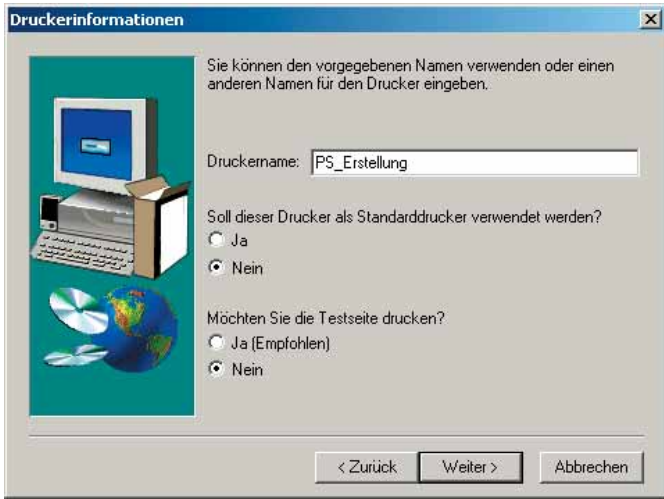 Druckerinformationen
Sie können den vorgegebenen Namen verwenden oder einen
anderen Namen für den Drucker eingeben.
Druckername: PS_Erstellung
Soll dieser Drucker als Standarddrucker verwendet werden?
Ja
Nein
Möchten Sie die Testseite drucken?
Ja (Empfohlen)
Nein
< Zurück Weiter > Abbrechen